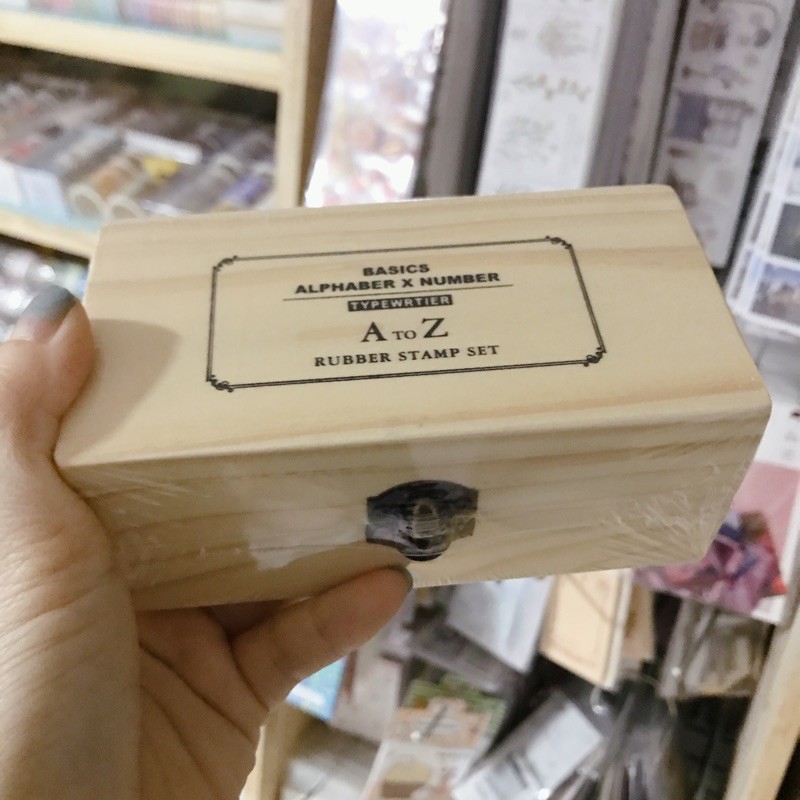 BASICS
ALPHABER X NUMBER
TYPEWRTIER
A TO Z
RUBBER STAMP SET